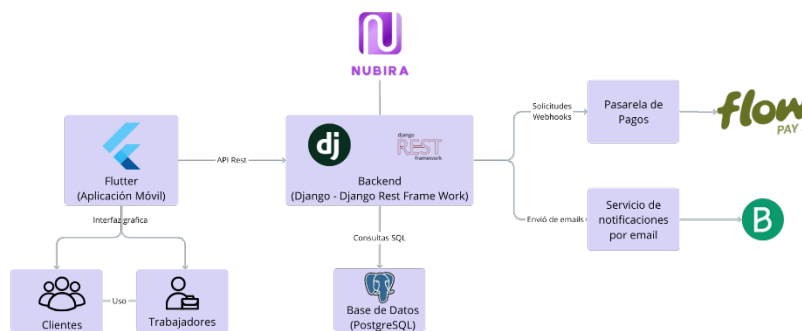 NUBIRA
Flutter
(Aplicación Móvil)
API Rest
dj
django
REST
framework
Backend
(Django - Django Rest Frame Work)
Solicitudes
Webhooks
Pasarela de
Pagos
flow
PAY
Interfaz grafica
Clientes
Uso
Trabajadores
Consultas SQL
Base de Datos
(PostgreSQL)
Envió de emails
Servicio de
notificaciones
por email
B